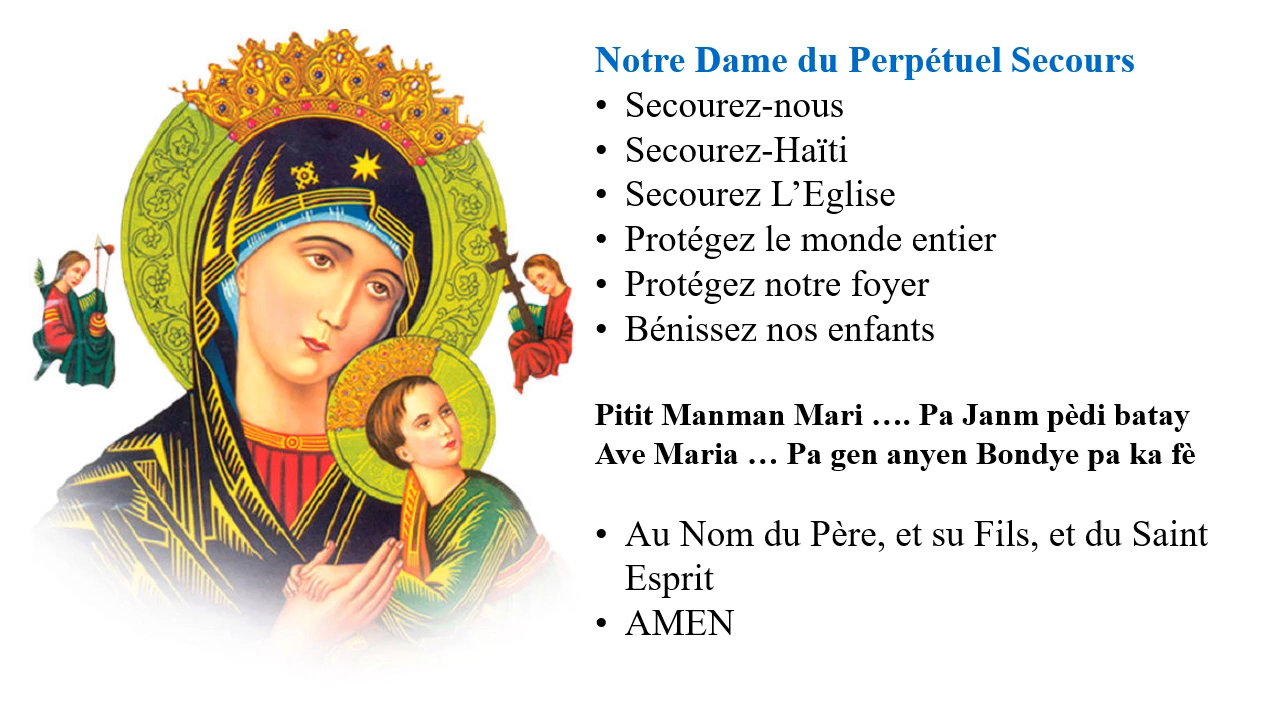 Notre Dame du Perpétuel Secours
• Secourez-nous
• Secourez-Haïti
• Secourez L’Eglise
• Protégez le monde entier
• Protégez notre foyer
• Bénissez nos enfants
Pitit Manman Mari …. Pa Janm pèdi batay
Ave Maria … Pa gen anyen Bondye pa ka fè
• Au Nom du Père, et su Fils, et du Saint
Esprit
• AMEN